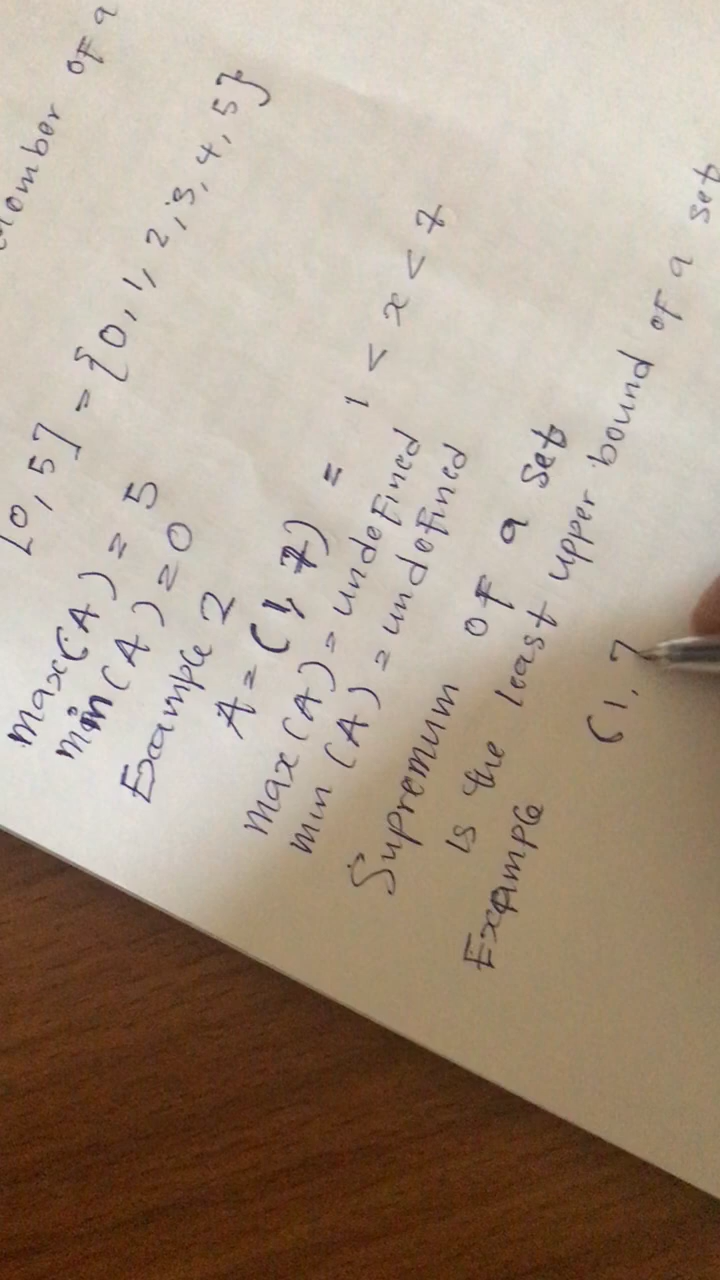 of a
[0, 5] = {0, 1, 2, 3, 4, 5}
max(A) = 5
min(A) = 0
Example 2
A = (1, 7) = 1 < x < 7
max(A) = undefined
min (A) = undefined
Supremum of a set
is the least upper bound of a set
Example (1, 7